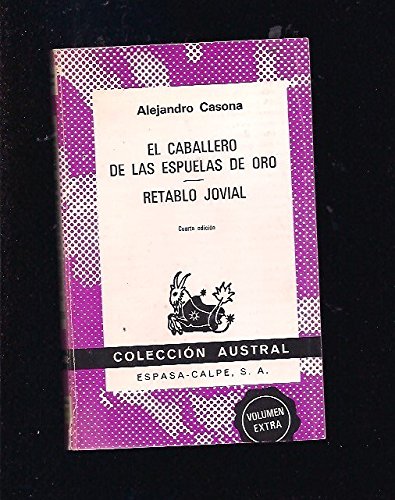 Alejandro Casona
EL CABALLERO
DE LAS ESPUELAS DE ORO
RETABLO JOVIAL
Cuarta edición
COLECCIÓN AUSTRAL
ESPASA-CALPE, S. A.
VOLUMEN
EXTRA